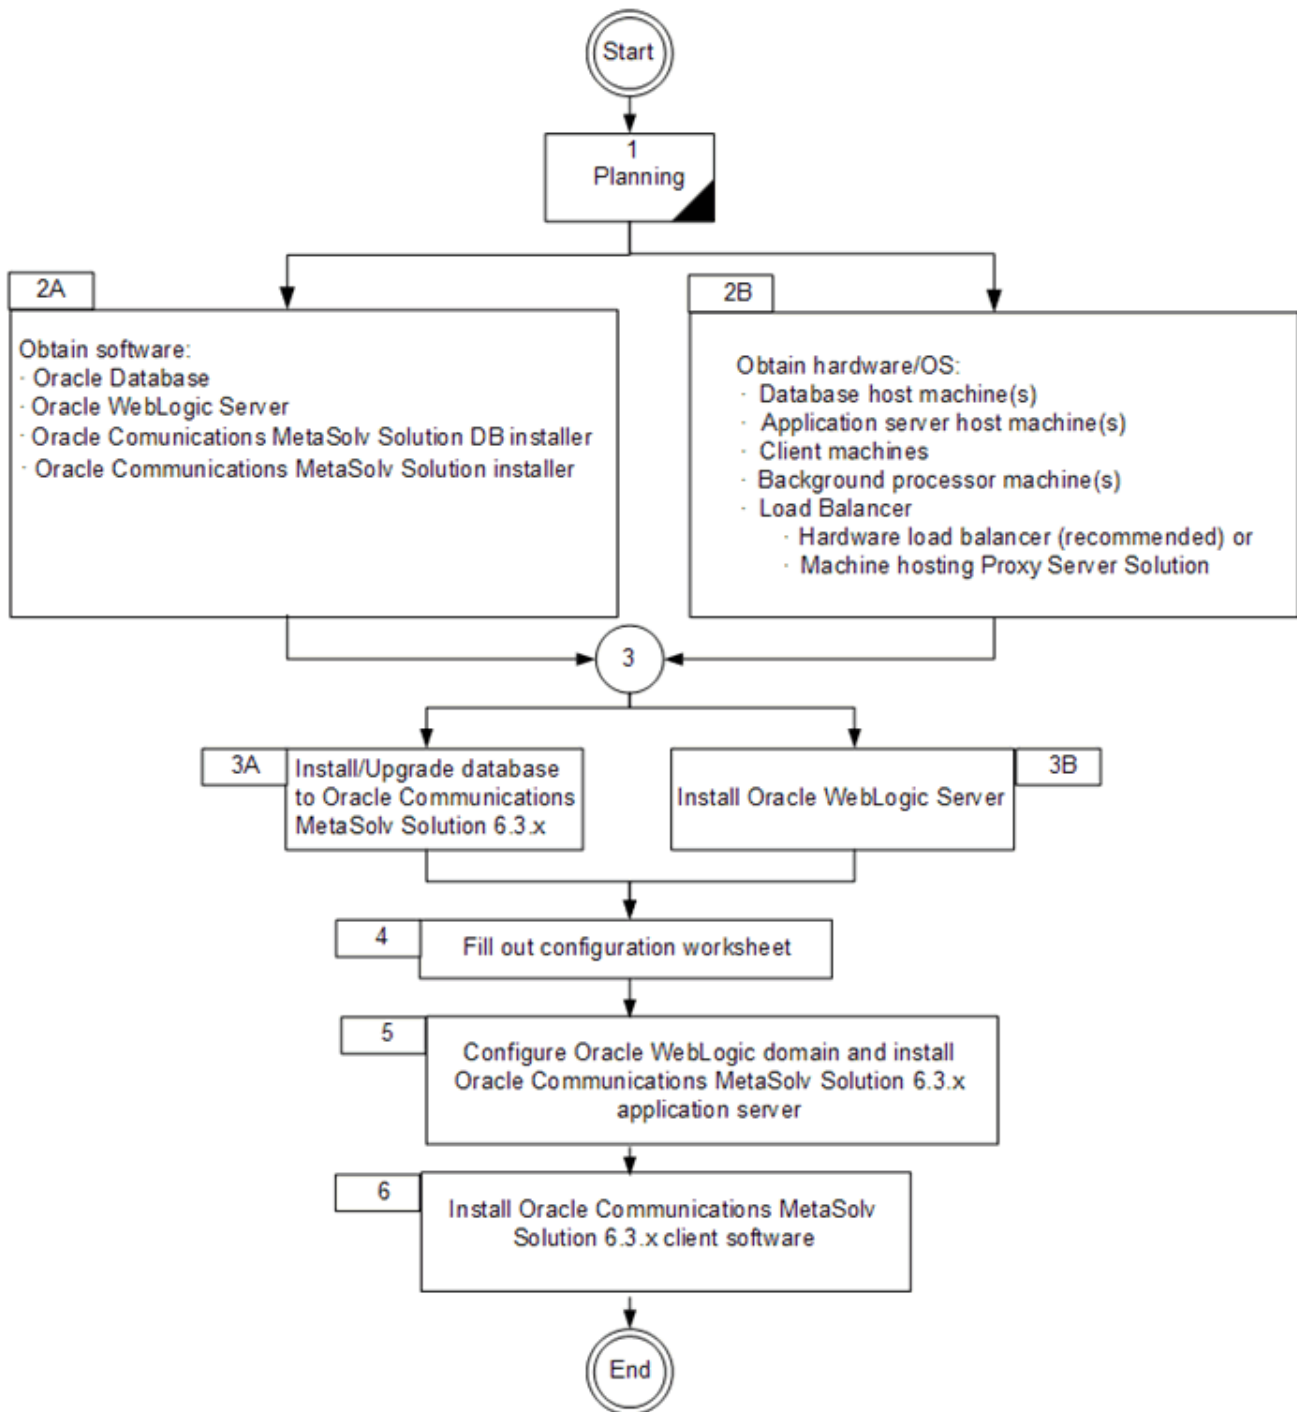 Start
1
Planning
2A
Obtain software:
· Oracle Database
· Oracle WebLogic Server
· Oracle Comunications MetaSolv Solution DB installer
· Oracle Communications MetaSolv Solution installer
2B
Obtain hardware/OS:
· Database host machine(s)
· Application server host machine(s)
· Client machines
· Background processor machine(s)
· Load Balancer
· Hardware load balancer (recommended) or
· Machine hosting Proxy Server Solution
3
3A
Install/Upgrade database
to Oracle Communications
MetaSolv Solution 6.3.x
Install Oracle WebLogic Server
3B
4
Fill out configuration worksheet
5
Configure Oracle WebLogic domain and install
Oracle Communications MetaSolv Solution 6.3.x
application server
6
Install Oracle Communications MetaSolv
Solution 6.3.x client software
End